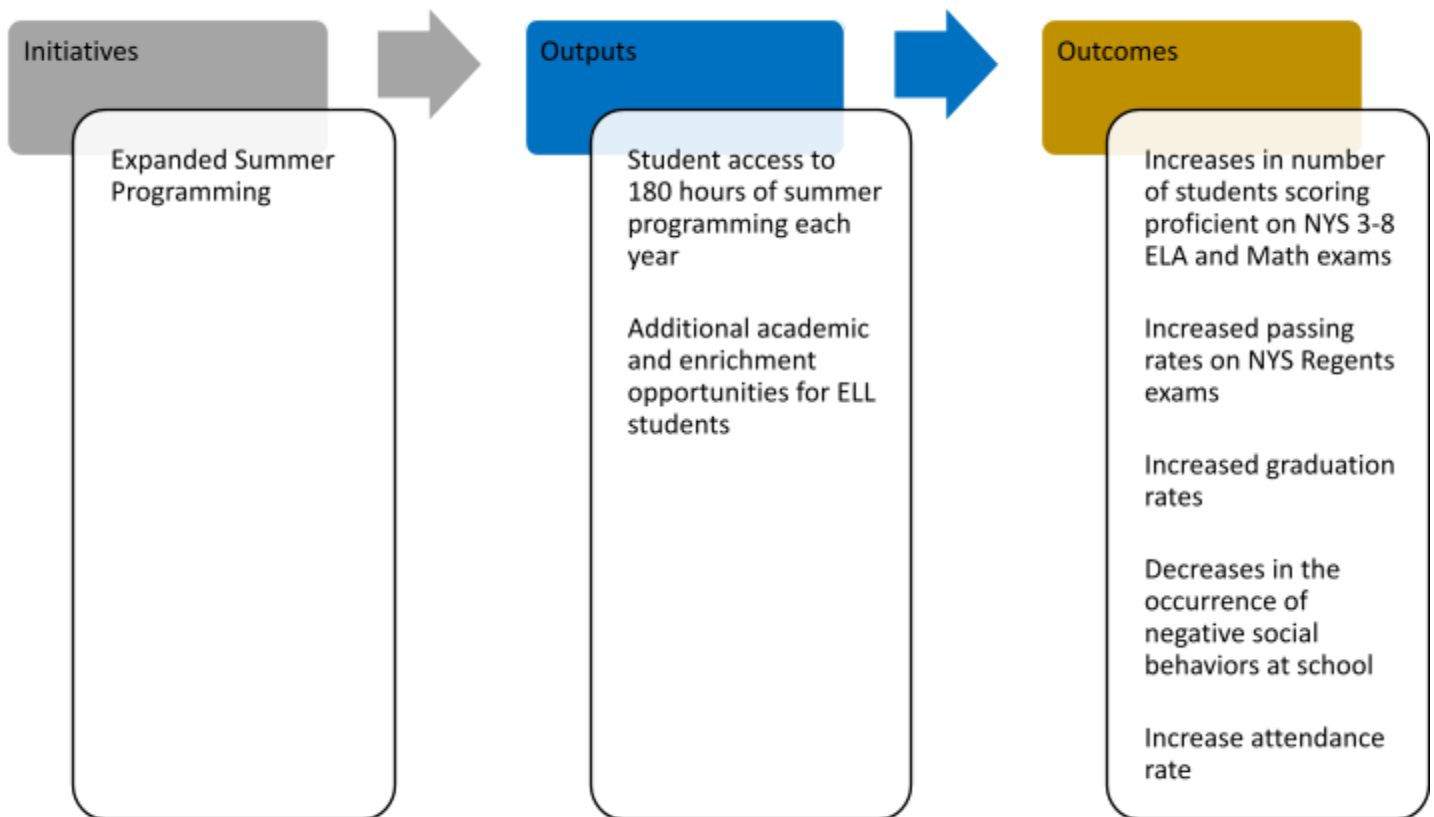 Initiatives
Expanded Summer
Programming
Outputs
Student access to
180 hours of summer
programming each
year
Additional academic
and enrichment
opportunities for ELL
students
Outcomes
Increases in number
of students scoring
proficient on NYS 3-8
ELA and Math exams
Increased passing
rates on NYS Regents
exams
Increased graduation
rates
Decreases in the
occurrence of
negative social
behaviors at school
Increase attendance
rate